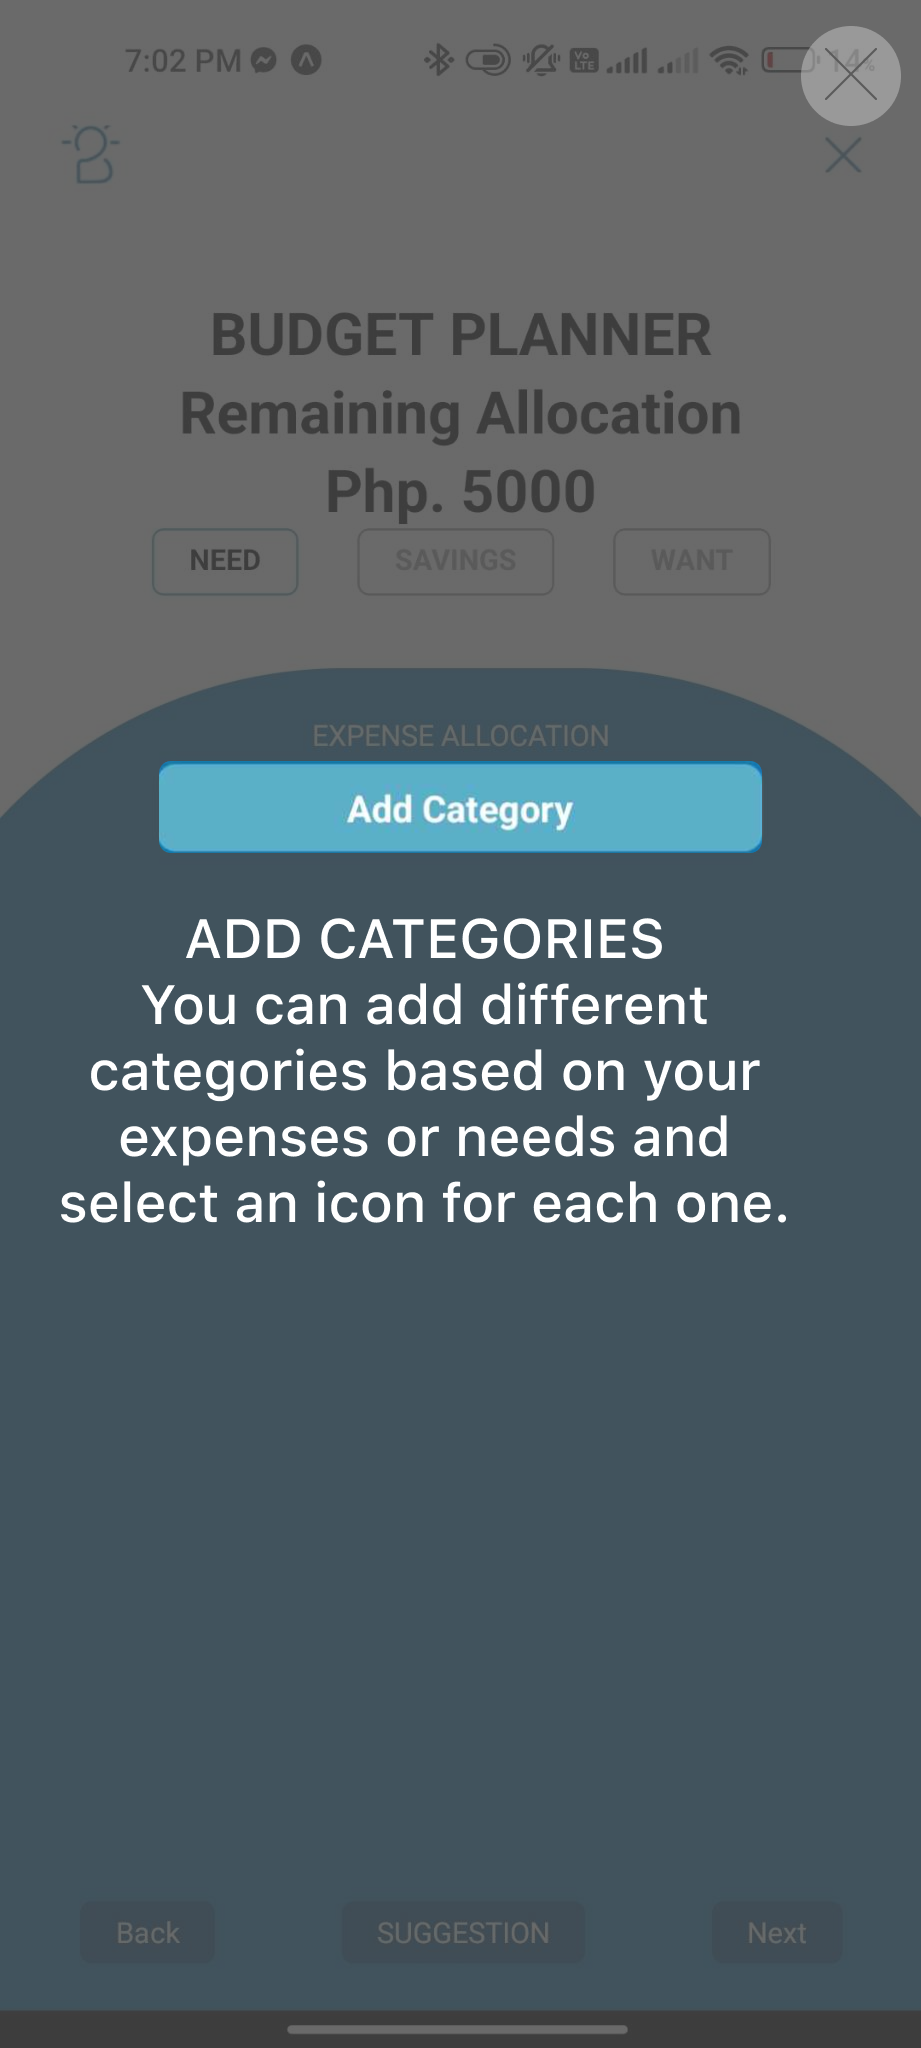 7:02 PM
Vo LTE
14%
BUDGET PLANNER
Remaining Allocation
Php. 5000
NEED SAVINGS WANT
EXPENSE ALLOCATION
Add Category
ADD CATEGORIES
You can add different
categories based on your
expenses or needs and
select an icon for each one.
Back SUGGESTION Next